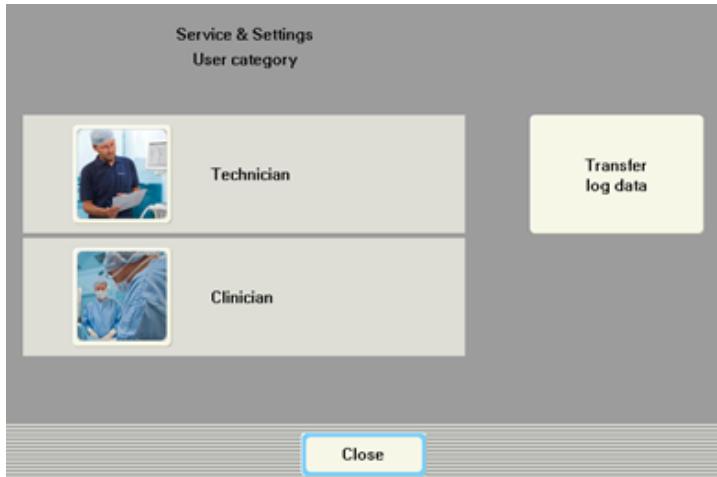 Service & Settings
User category
Technician
Transfer
log data
Clinician
Close